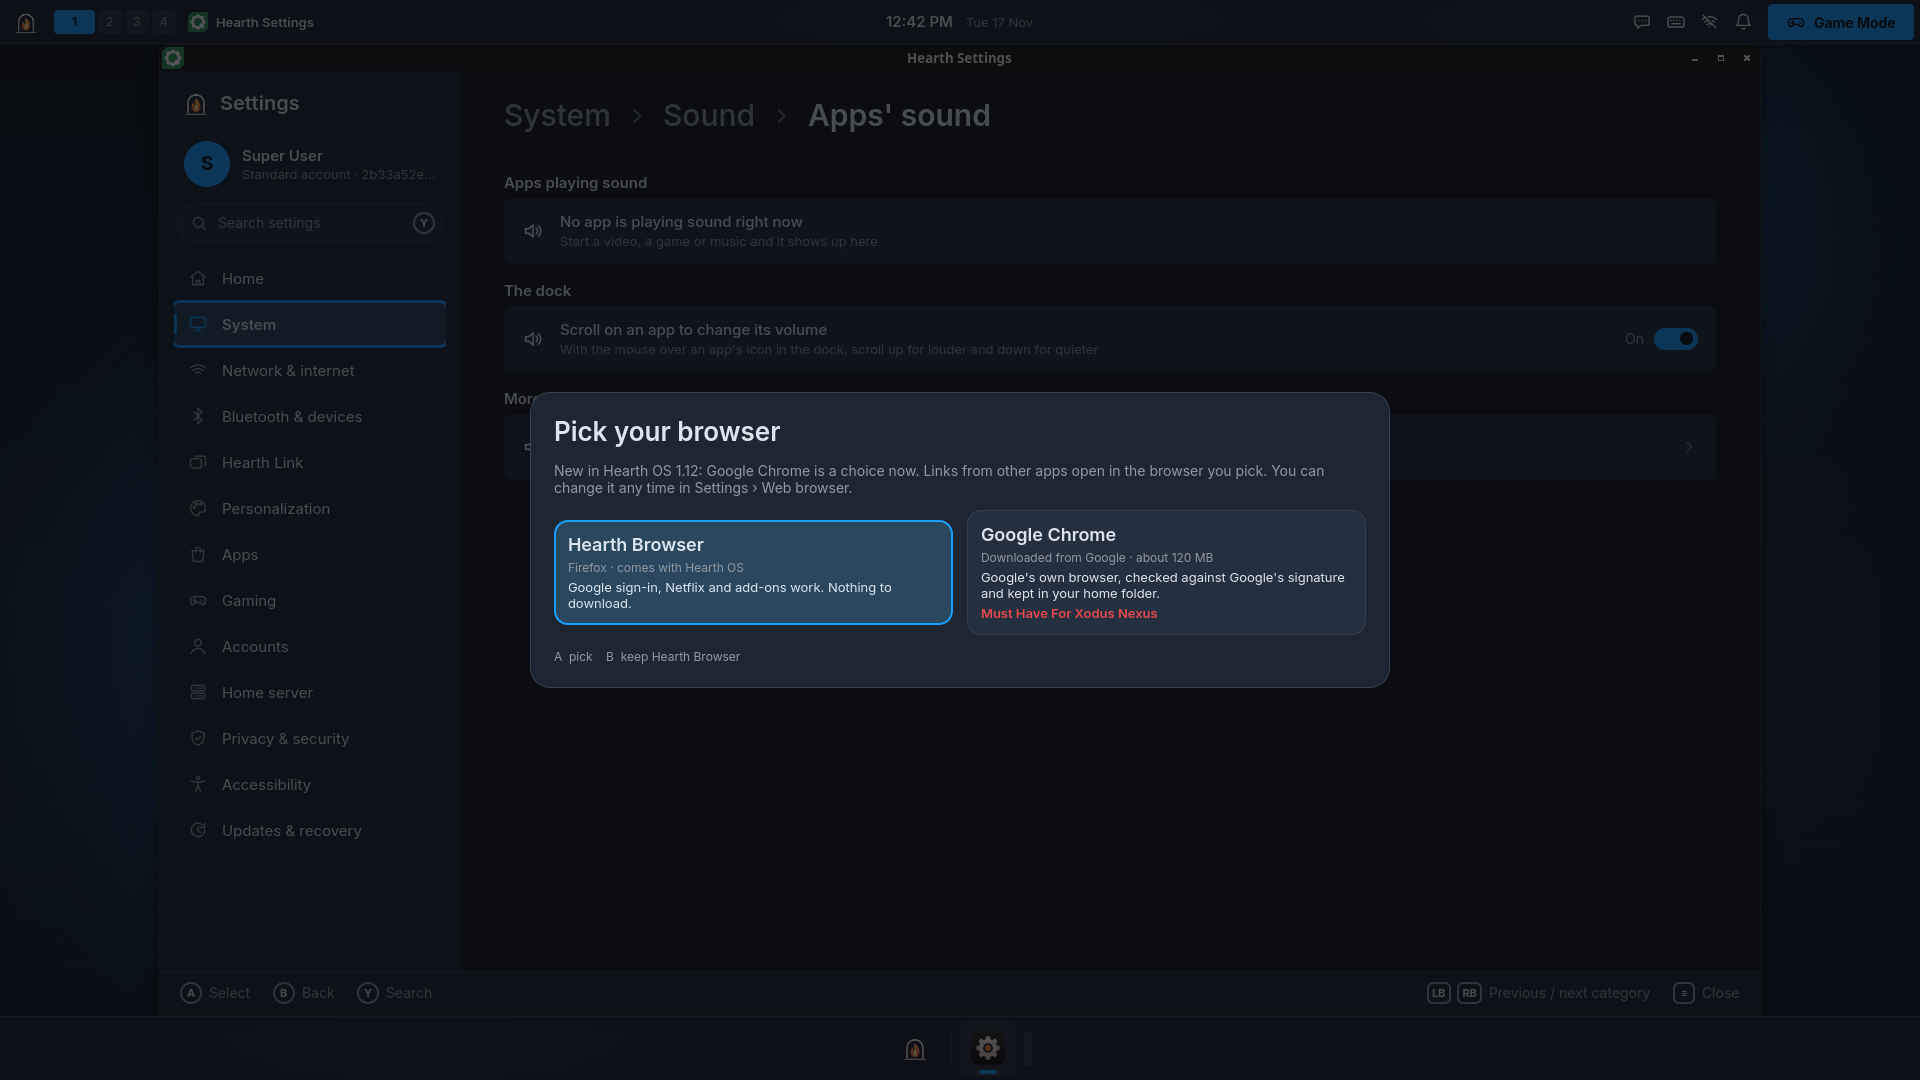 1 2 3 4 Hearth Settings
12:42 PM Tue 17 Nov
Game Mode
Hearth Settings
Settings
S
Super User
Standard account · 2b33a52e...
Search settings Y
Home
System
Network & internet
Bluetooth & devices
Hearth Link
Personalization
Apps
Gaming
Accounts
Home server
Privacy & security
Accessibility
Updates & recovery
System › Sound › Apps' sound
Apps playing sound
No app is playing sound right now
Start a video, a game or music and it shows up here
The dock
Scroll on an app to change its volume
With the mouse over an app's icon in the dock, scroll up for louder and down for quieter
On
Pick your browser
New in Hearth OS 1.12: Google Chrome is a choice now. Links from other apps open in the browser you pick. You can
change it any time in Settings › Web browser.
Hearth Browser
Firefox · comes with Hearth OS
Google sign-in, Netflix and add-ons work. Nothing to
download.
Google Chrome
Downloaded from Google · about 120 MB
Google's own browser, checked against Google's signature
and kept in your home folder.
Must Have For Xodus Nexus
A pick B keep Hearth Browser
A Select B Back Y Search
LB RB Previous / next category ≡ Close